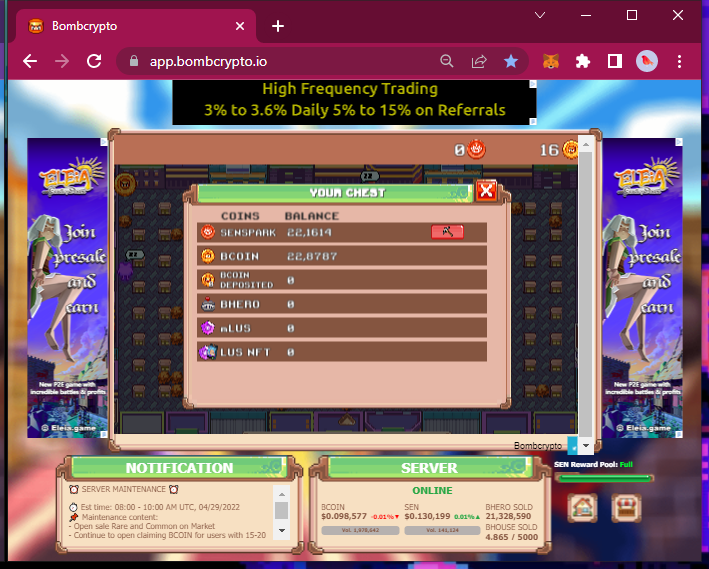 Bombcrypto
app.bombcrypto.io
High Frequency Trading
3% to 3.6% Daily 5% to 15% on Referrals
0 16
YOUR CHEST
COINS BALANCE
SENSPARK 22,1614
BCOIN 22,8787
BCOIN DEPOSITED 0
BHERO 0
mLUS 0
LUS NFT 0
ELEIA
Join
presale
and
earn
New P2E game with
incredible battles & profits
Eleia.game
ELEIA
Join
presale
and
earn
New P2E game with
incredible battles & profits
Eleia.game
Bombcrypto
NOTIFICATION
SERVER MAINTENANCE
Est time: 08:00 - 10:00 AM UTC, 04/29/2022
Maintenance content:
- Open sale Rare and Common on Market
- Continue to open claiming BCOIN for users with 15-20
SERVER
ONLINE
BCOIN SEN BHERO SOLD
$0.098,577 -0.01%▼ $0.130,199 0.01%▲ 21,328,590
BHOUSE SOLD
4.865 / 5000
SEN Reward Pool: Full